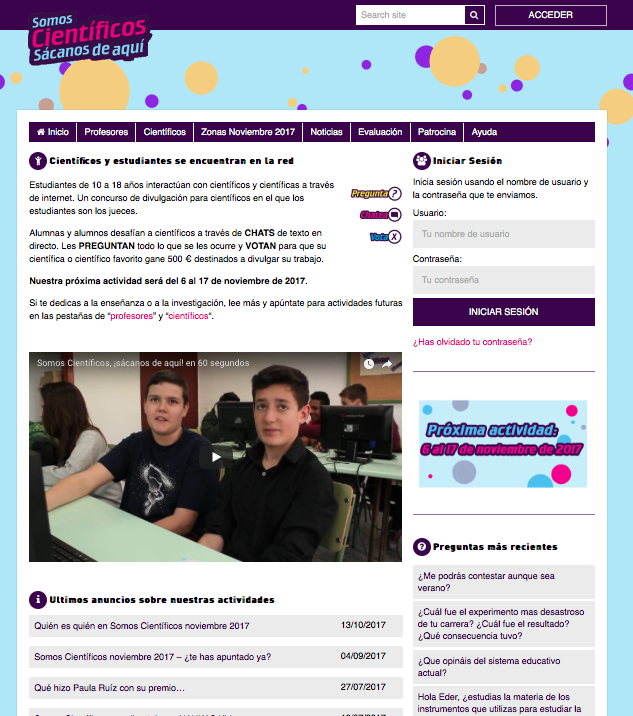 Somos
Científicos
Sácanos de aquí
Search site
ACCEDER
Inicio
Profesores
Científicos
Zonas Noviembre 2017
Noticias
Evaluación
Patrocina
Ayuda
Científicos y estudiantes se encuentran en la red
Estudiantes de 10 a 18 años interactúan con científicos y científicas a través
de internet. Un concurso de divulgación para científicos en el que los
estudiantes son los jueces.
Alumnas y alumnos desafían a científicos a través de CHATS de texto en
directo. Les PREGUNTAN todo lo que se les ocurre y VOTAN para que su
científica o científico favorito gane 500 € destinados a divulgar su trabajo.
Nuestra próxima actividad será del 6 al 17 de noviembre de 2017.
Si te dedicas a la enseñanza o a la investigación, lee más y apúntate para actividades futuras
en las pestañas de “profesores” y “científicos“.
Pregunta ?
Chatea
Vota X
Somos Científicos, ¡sácanos de aquí! en 60 segundos
Ultimos anuncios sobre nuestras actividades
Quién es quién en Somos Científicos noviembre 2017 13/10/2017
Somos Científicos noviembre 2017 – ¿te has apuntado ya? 04/09/2017
Qué hizo Paula Ruíz con su premio… 27/07/2017
Iniciar Sesión
Inicia sesión usando el nombre de usuario y
la contraseña que te enviamos.
Usuario:
Tu nombre de usuario
Contraseña:
Tu contraseña
INICIAR SESIÓN
¿Has olvidado tu contraseña?
Próxima actividad:
6 al 17 de noviembre de 2017
Preguntas más recientes
¿Me podrás contestar aunque sea
verano?
¿Cuál fue el experimento mas desastroso
de tu carrera? ¿Cuál fue el resultado?
¿Qué consecuencia tuvo?
¿Que opináis del sistema educativo
actual?
Hola Eder, ¿estudias la materia de los
instrumentos que utilizas para estudiar la